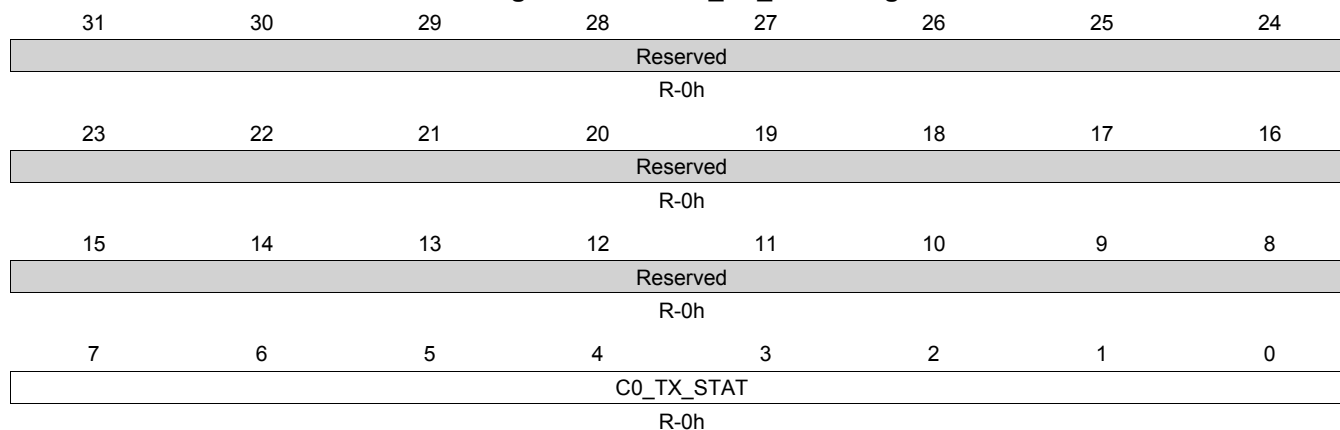 31 30 29 28 27 26 25 24
Reserved
R-0h
23 22 21 20 19 18 17 16
Reserved
R-0h
15 14 13 12 11 10 9 8
Reserved
R-0h
7 6 5 4 3 2 1 0
C0_TX_STAT
R-0h